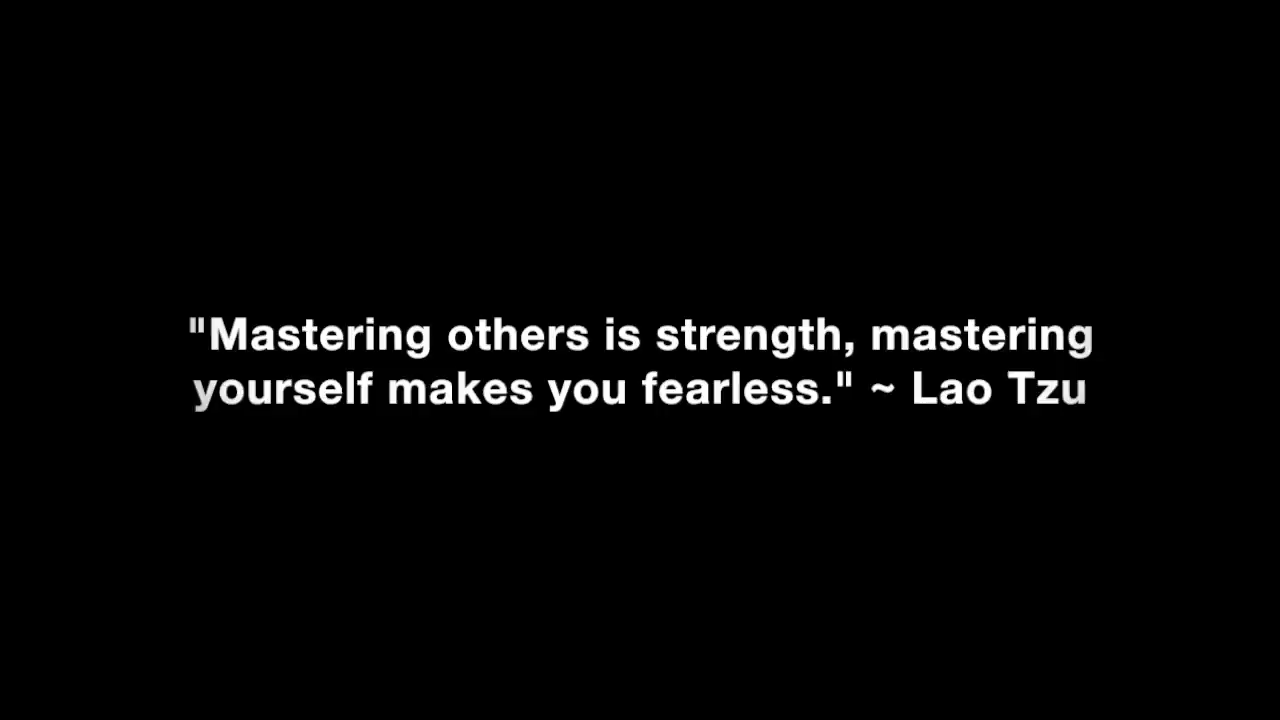 "Mastering others is strength, mastering
yourself makes you fearless." ~ Lao Tzu